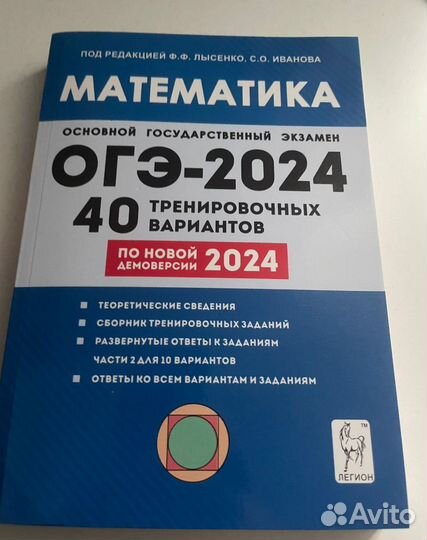 ПОД РЕДАКЦИЕЙ Ф.Ф. ЛЫСЕНКО, С.О. ИВАНОВА
МАТЕМАТИКА
ОСНОВНОЙ ГОСУДАРСТВЕННЫЙ ЭКЗАМЕН
ОГЭ-2024
40 ТРЕНИРОВОЧНЫХ
ВАРИАНТОВ
ПО НОВОЙ
ДЕМОВЕРСИИ 2024
ТЕОРЕТИЧЕСКИЕ СВЕДЕНИЯ
СБОРНИК ТРЕНИРОВОЧНЫХ ЗАДАНИЙ
РАЗВЕРНУТЫЕ ОТВЕТЫ К ЗАДАНИЯМ
ЧАСТИ 2 ДЛЯ 10 ВАРИАНТОВ
ОТВЕТЫ КО ВСЕМ ВАРИАНТАМ И ЗАДАНИЯМ
TM
ЛЕГИОН
Avito